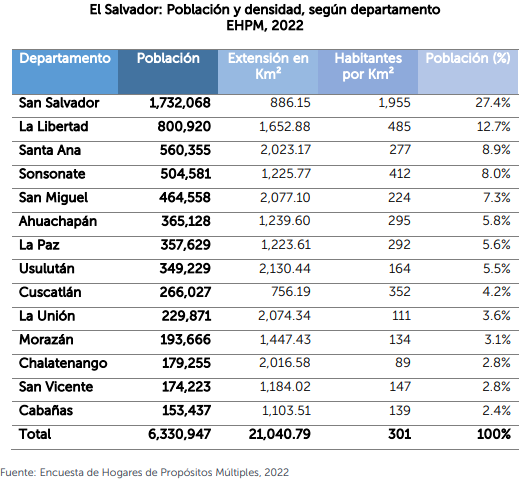 El Salvador: Población y densidad, según departamento
EHPM, 2022
Departamento Población Extensión en Km² Habitantes por Km² Población (%)
San Salvador 1,732,068 886.15 1,955 27.4%
La Libertad 800,920 1,652.88 485 12.7%
Santa Ana 560,355 2,023.17 277 8.9%
Sonsonate 504,581 1,225.77 412 8.0%
San Miguel 464,558 2,077.10 224 7.3%
Ahuachapán 365,128 1,239.60 295 5.8%
La Paz 357,629 1,223.61 292 5.6%
Usulután 349,229 2,130.44 164 5.5%
Cuscatlán 266,027 756.19 352 4.2%
La Unión 229,871 2,074.34 111 3.6%
Morazán 193,666 1,447.43 134 3.1%
Chalatenango 179,255 2,016.58 89 2.8%
San Vicente 174,223 1,184.02 147 2.8%
Cabañas 153,437 1,103.51 139 2.4%
Total 6,330,947 21,040.79 301 100%
Fuente: Encuesta de Hogares de Propósitos Múltiples, 2022